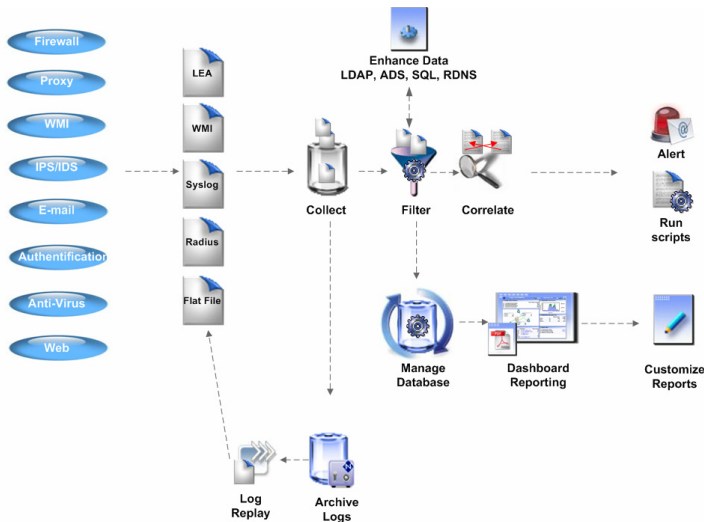 Firewall
Proxy
WMI
IPS/IDS
E-mail
Authentification
Anti-Virus
Web
LEA
WMI
Syslog
Radius
Flat File
Enhance Data
LDAP, ADS, SQL, RDNS
Collect
Filter
Correlate
Alert
Run
scripts
Manage
Database
Dashboard
Reporting
Customize
Reports
Log
Replay
Archive
Logs